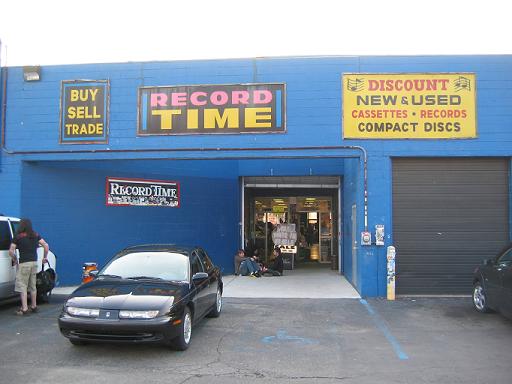 BUY
SELL
TRADE
RECORD
TIME
DISCOUNT
NEW & USED
CASSETTES • RECORDS
COMPACT DISCS
RECORD TIME